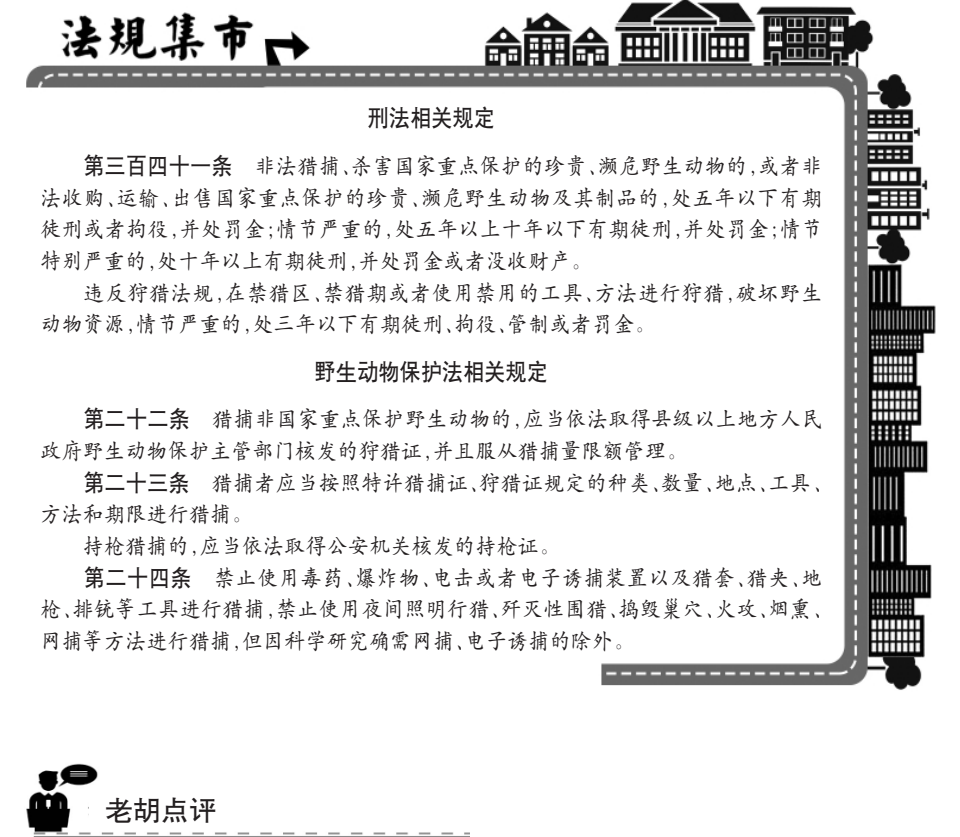 法规集市
刑法相关规定
第三百四十一条　非法猎捕、杀害国家重点保护的珍贵、濒危野生动物的,或者非
法收购、运输、出售国家重点保护的珍贵、濒危野生动物及其制品的,处五年以下有期
徒刑或者拘役,并处罚金;情节严重的,处五年以上十年以下有期徒刑,并处罚金;情节
特别严重的,处十年以上有期徒刑,并处罚金或者没收财产。
违反狩猎法规,在禁猎区、禁猎期或者使用禁用的工具、方法进行狩猎,破坏野生
动物资源,情节严重的,处三年以下有期徒刑、拘役、管制或者罚金。
野生动物保护法相关规定
第二十二条　猎捕非国家重点保护野生动物的,应当依法取得县级以上地方人民
政府野生动物保护主管部门核发的狩猎证,并且服从猎捕量限额管理。
第二十三条　猎捕者应当按照特许猎捕证、狩猎证规定的种类、数量、地点、工具、
方法和期限进行猎捕。
持枪猎捕的,应当依法取得公安机关核发的持枪证。
第二十四条　禁止使用毒药、爆炸物、电击或者电子诱捕装置以及猎套、猎夹、地
枪、排铳等工具进行猎捕,禁止使用夜间照明行猎、歼灭性围猎、捣毁巢穴、火攻、烟熏、
网捕等方法进行猎捕,但因科学研究确需网捕、电子诱捕的除外。
老胡点评